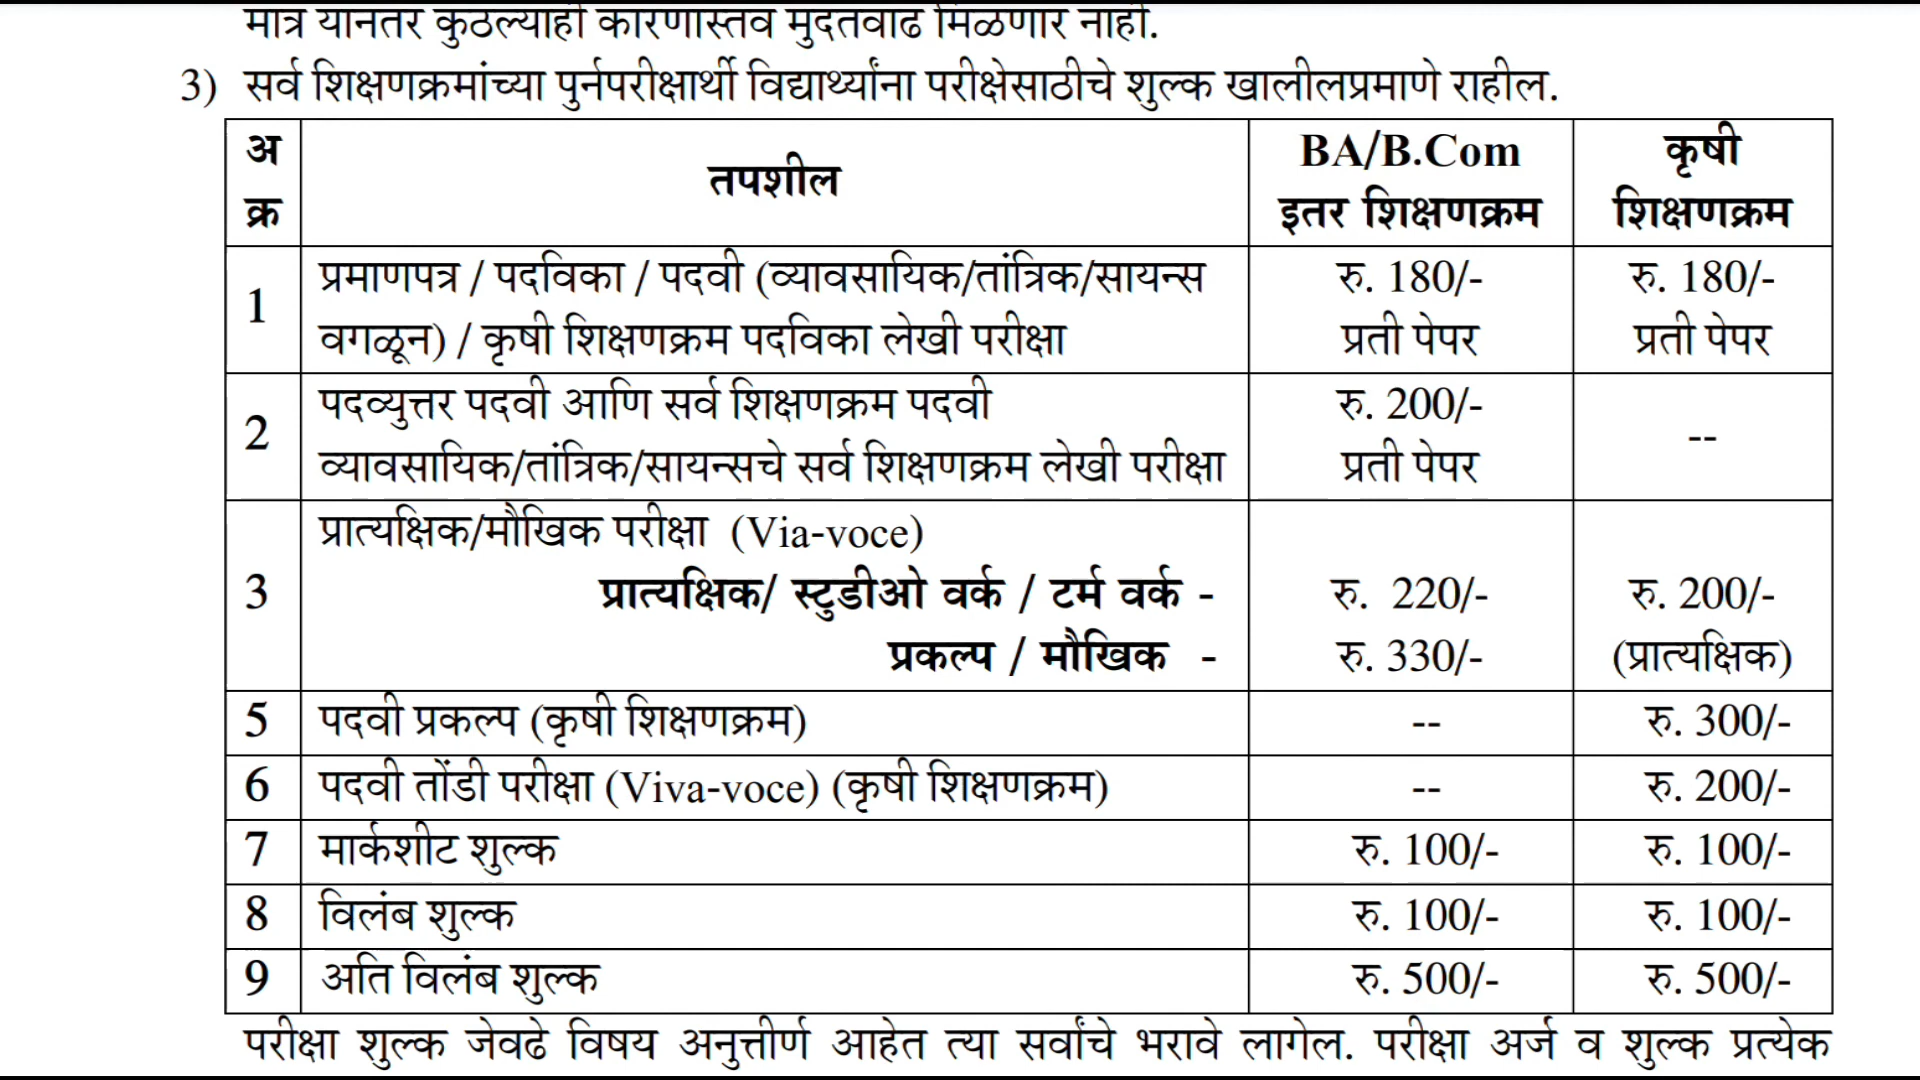 मात्र यानंतर कुठल्याही कारणास्तव मुदतवाढ मिळणार नाही.
3) सर्व शिक्षणक्रमांच्या पुर्नपरीक्षार्थी विद्यार्थ्यांना परीक्षेसाठीचे शुल्क खालीलप्रमाणे राहील.
अ क्र
तपशील
BA/B.Com
इतर शिक्षणक्रम
कृषी
शिक्षणक्रम
1
प्रमाणपत्र / पदविका / पदवी (व्यावसायिक/तांत्रिक/सायन्स
वगळून) / कृषी शिक्षणक्रम पदविका लेखी परीक्षा
रु. 180/-
प्रती पेपर
रु. 180/-
प्रती पेपर
2
पदव्युत्तर पदवी आणि सर्व शिक्षणक्रम पदवी
व्यावसायिक/तांत्रिक/सायन्सचे सर्व शिक्षणक्रम लेखी परीक्षा
रु. 200/-
प्रती पेपर
--
3
प्रात्यक्षिक/मौखिक परीक्षा (Via-voce)
प्रात्यक्षिक/ स्टुडीओ वर्क / टर्म वर्क -
प्रकल्प / मौखिक -
रु. 220/-
रु. 330/-
रु. 200/-
(प्रात्यक्षिक)
5 पदवी प्रकल्प (कृषी शिक्षणक्रम) -- रु. 300/-
6 पदवी तोंडी परीक्षा (Viva-voce) (कृषी शिक्षणक्रम) -- रु. 200/-
7 मार्कशीट शुल्क रु. 100/- रु. 100/-
8 विलंब शुल्क रु. 100/- रु. 100/-
9 अति विलंब शुल्क रु. 500/- रु. 500/-
परीक्षा शुल्क जेवढे विषय अनुत्तीर्ण आहेत त्या सर्वांचे भरावे लागेल. परीक्षा अर्ज व शुल्क प्रत्येक